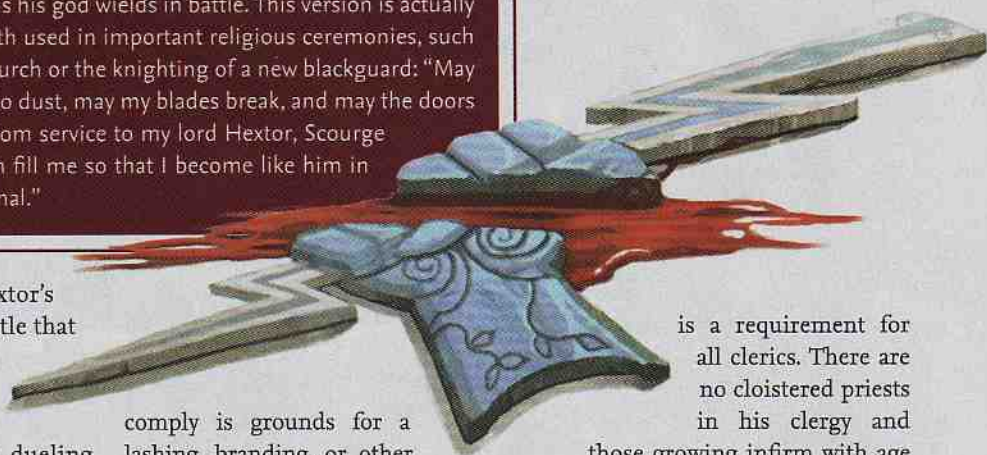 s his god wields in battle. This version is actually
th used in important religious ceremonies, such
urch or the knighting of a new blackguard: “May
o dust, may my blades break, and may the doors
om service to my lord Hextor, Scourge
fill me so that I become like him in
nal.”
xtor's
tle that
comply is grounds for a
dueling
lashing, branding, or other
is a requirement for
all clerics. There are
no cloistered priests
in his clergy and
those growing infirm with age